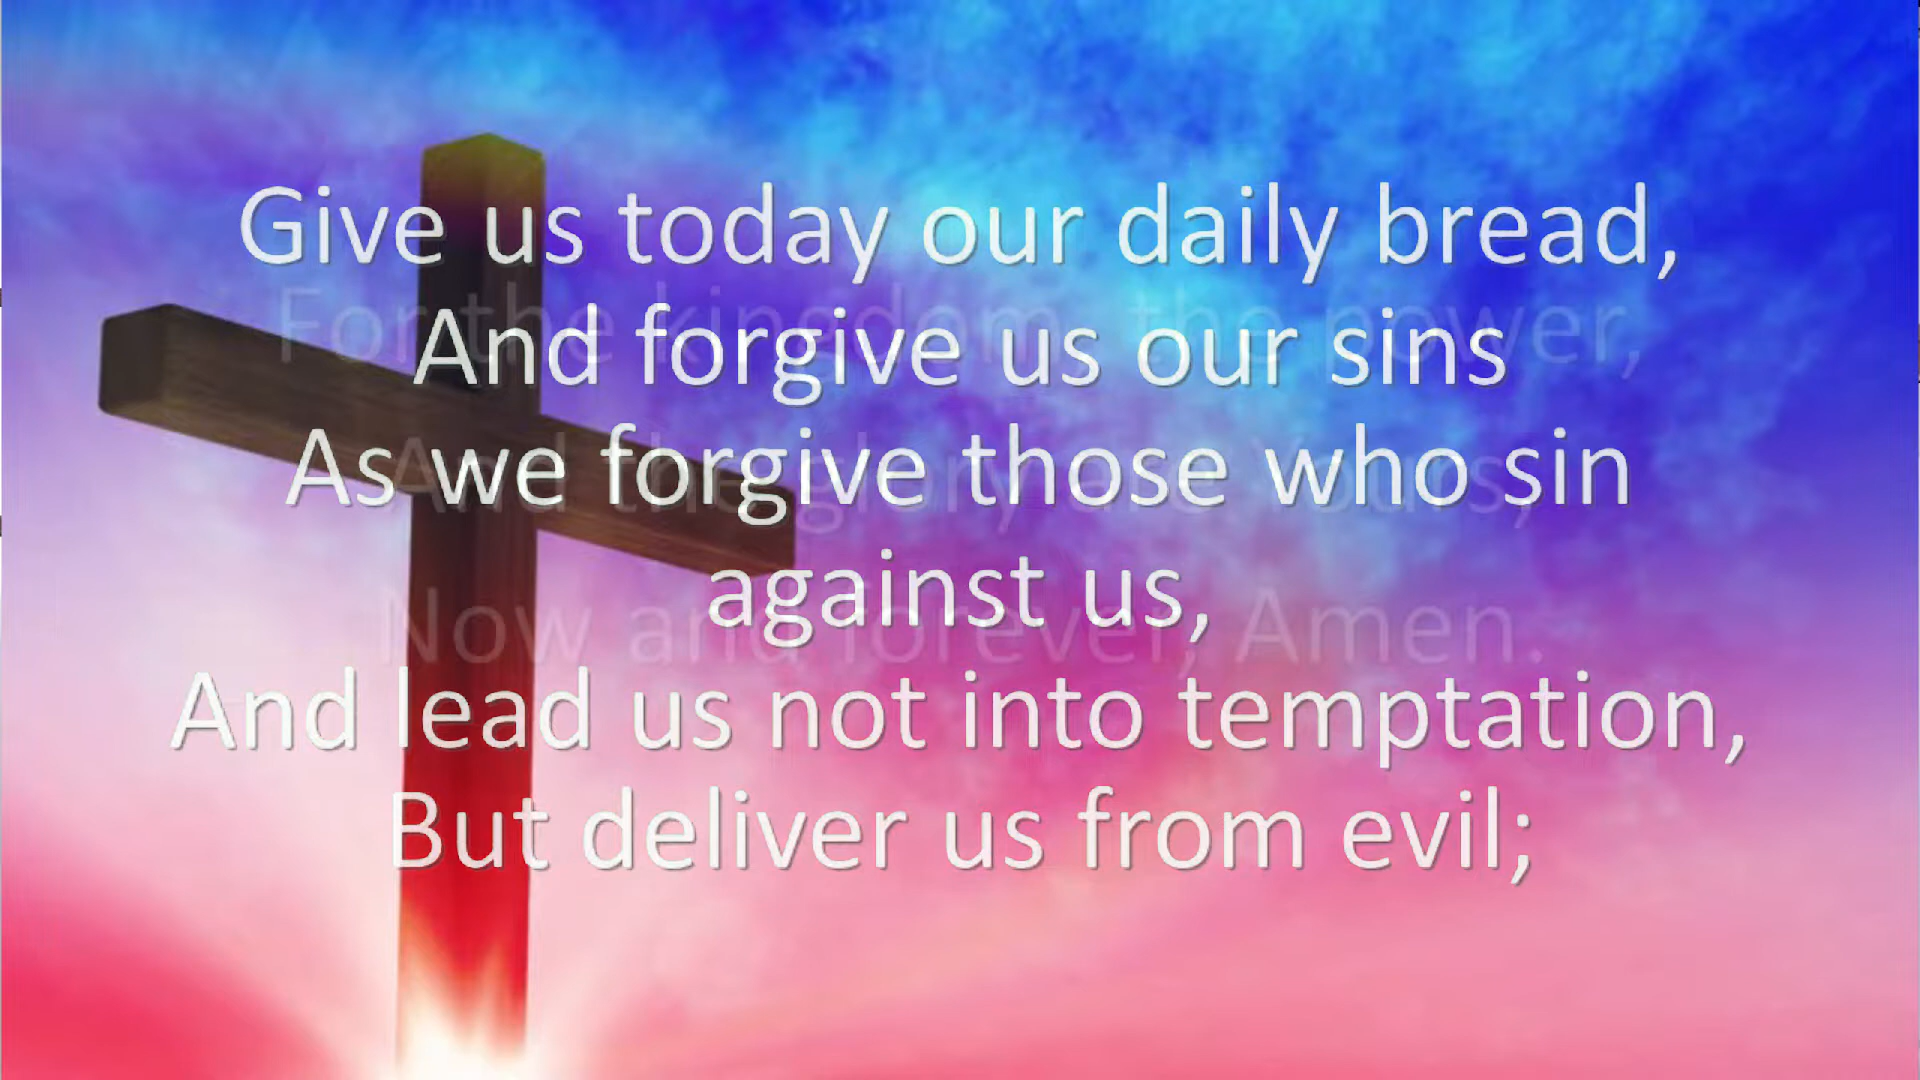 Give us today our daily bread,
For the kingdom, the power,
And forgive us our sins
As we forgive those who sin
And the glory are Yours,
against us,
Now and forever, Amen.
And lead us not into temptation,
But deliver us from evil;